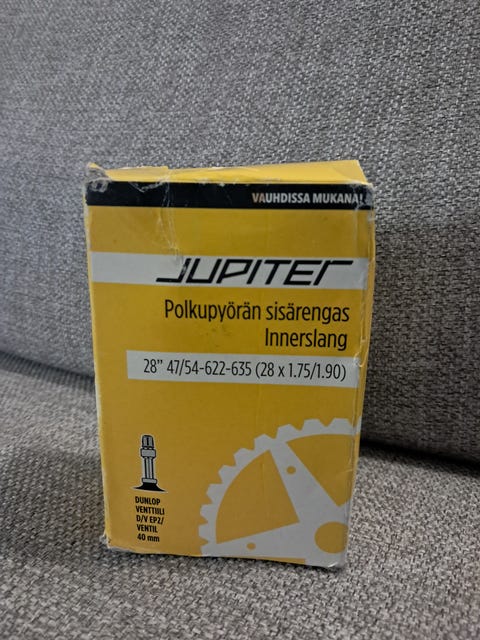 VAUHDISSA MUKANA!
JUPITER
Polkupyörän sisärengas
Innerslang
28” 47/54-622-635 (28 x 1.75/1.90)
DUNLOP
VENTTIILI
D/V EP2/
VENTIL
40 mm